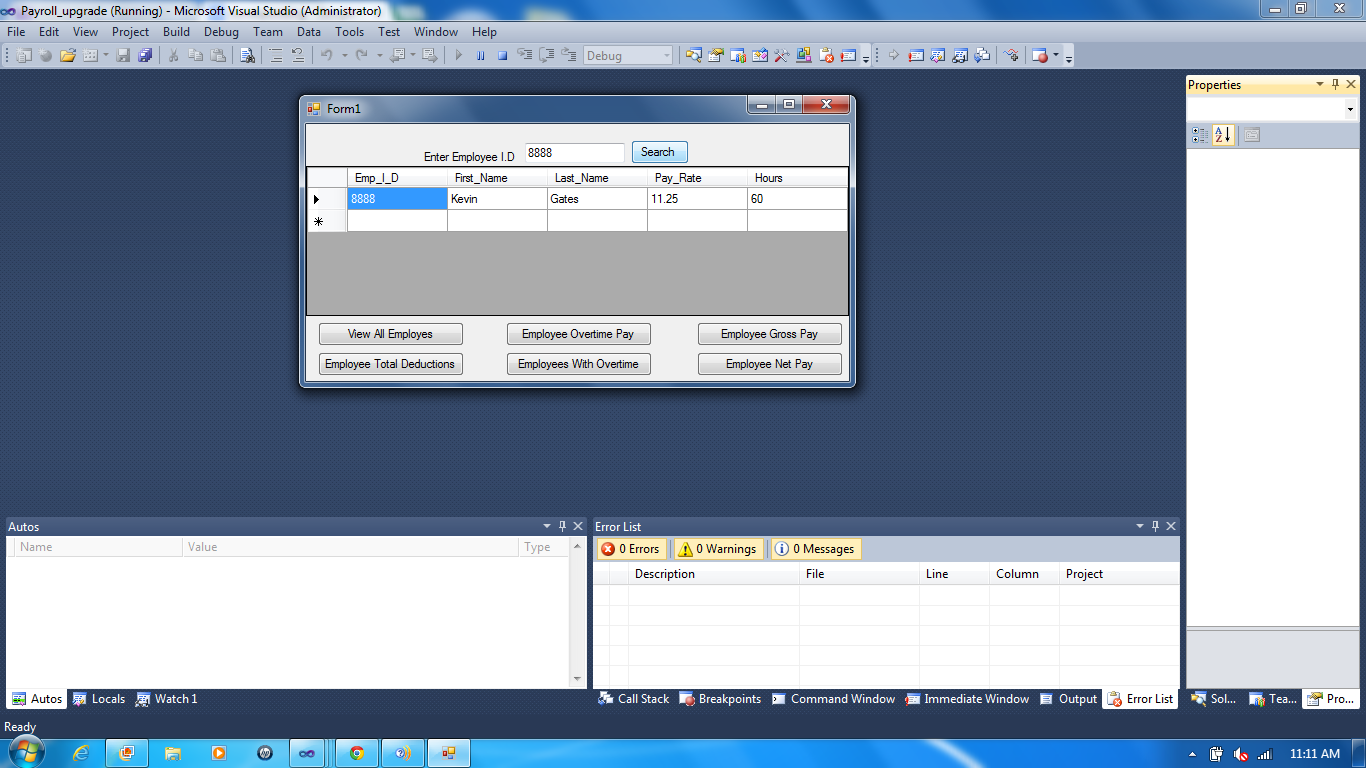 Payroll_upgrade (Running) - Microsoft Visual Studio (Administrator)
File Edit View Project Build Debug Team Data Tools Test Window Help
Debug
Properties
Form1
Enter Employee I.D 8888 Search
Emp_I_D First_Name Last_Name Pay_Rate Hours
8888 Kevin Gates 11.25 60
View All Employes Employee Overtime Pay Employee Gross Pay
Employee Total Deductions Employees With Overtime Employee Net Pay
Autos
Name Value Type
Error List
0 Errors 0 Warnings 0 Messages
Description File Line Column Project
Autos Locals Watch 1
Call Stack Breakpoints Command Window Immediate Window Output Error List
Sol... Tea... Pro...
Ready
11:11 AM